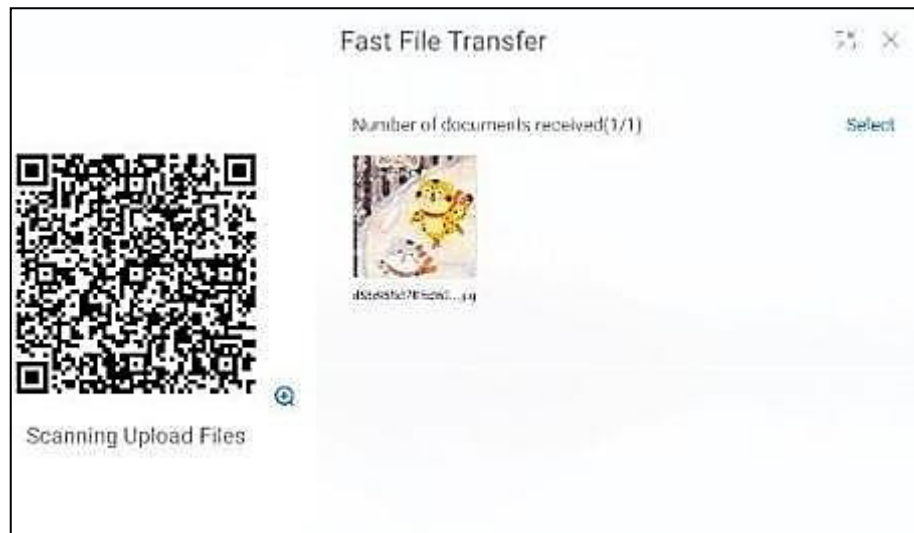 Fast File Transfer
Number of documents received(1/1)
Select
Scanning Upload Files